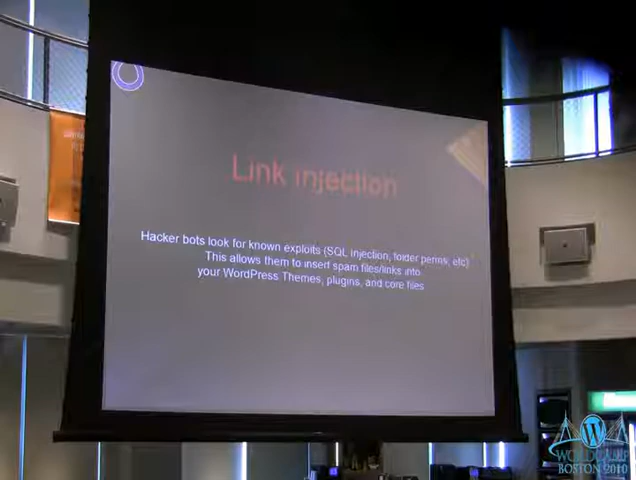 Link injection
Hacker bots look for known exploits (SQL Injection, folder perms, etc)
This allows them to insert spam files/links into
your WordPress Themes, plugins, and core files
WORDCAMP
BOSTON 2010